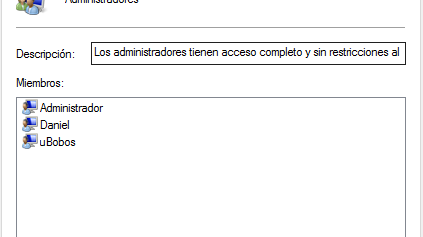 Administradores
Descripción:
Los administradores tienen acceso completo y sin restricciones al
Miembros:
Administrador
Daniel
uBobos